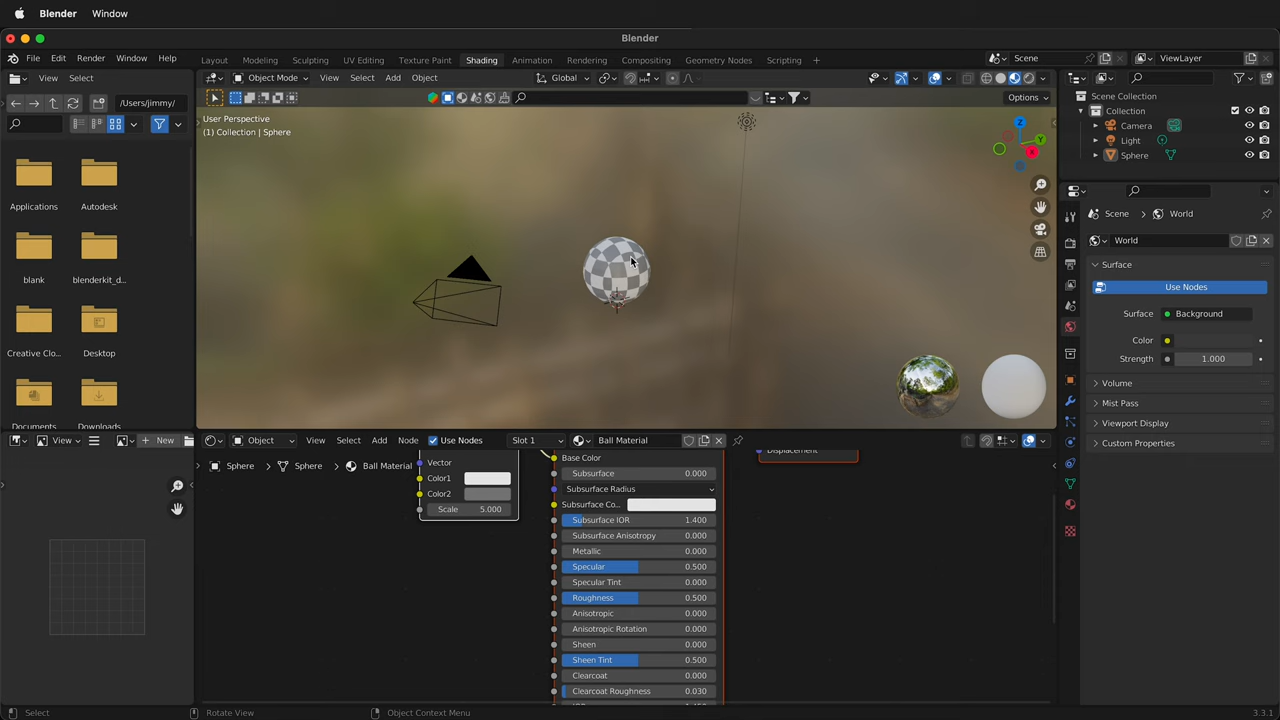 Blender Window
Blender
File Edit Render Window Help
Layout Modeling Sculpting UV Editing Texture Paint Shading Animation Rendering Compositing Geometry Nodes Scripting +
Scene
ViewLayer
View Select
Object Mode View Select Add Object
Global
/Users/jimmy/
Options
User Perspective
(1) Collection | Sphere
Z
Y
X
Applications
Autodesk
blank
blenderkit_d...
Creative Clo...
Desktop
Documents
Downloads
Scene Collection
Collection
Camera
Light
Sphere
Scene
World
World
Surface
Use Nodes
Surface
Background
Color
Strength
1.000
Volume
Mist Pass
Viewport Display
Custom Properties
View
New
Object View Select Add Node Use Nodes Slot 1 Ball Material
Sphere Sphere Ball Material
Vector
Color1
Color2
Scale 5.000
Displacement
Base Color
Subsurface 0.000
Subsurface Radius
Subsurface Co...
Subsurface IOR 1.400
Subsurface Anisotropy 0.000
Metallic 0.000
Specular 0.500
Specular Tint 0.000
Roughness 0.500
Anisotropic 0.000
Anisotropic Rotation 0.000
Sheen 0.000
Sheen Tint 0.500
Clearcoat 0.000
Clearcoat Roughness 0.030
Select
Rotate View
Object Context Menu
3.3.1